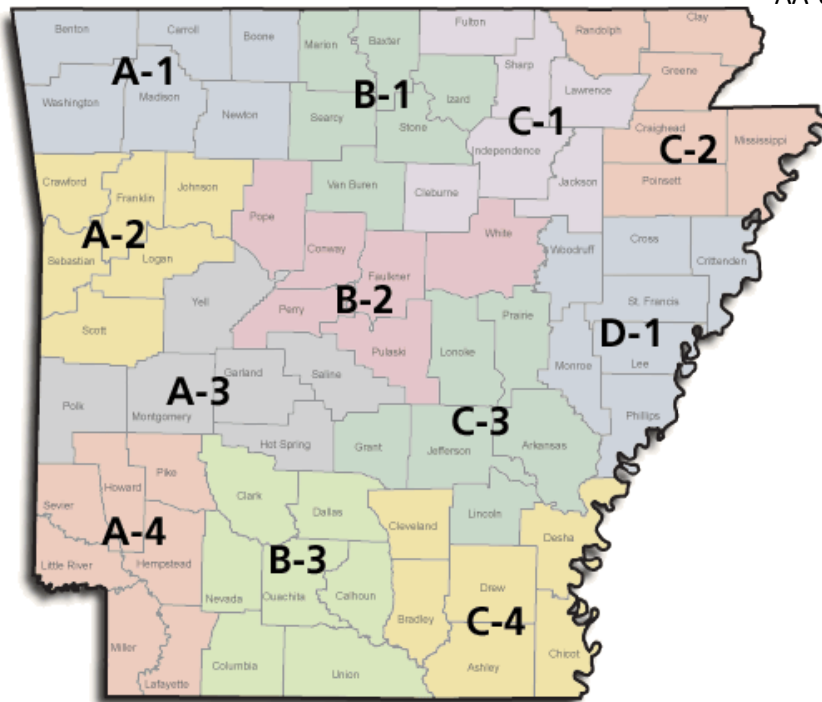 Benton
Carroll
Boone
Marion
Baxter
Fulton
Randolph
Clay
A-1
Washington
Madison
Newton
Searcy
B-1
Stone
Izard
Sharp
Lawrence
Greene
C-1
Independence
Jackson
Craighead
Mississippi
C-2
Poinsett
Crawford
Franklin
Johnson
Pope
Van Buren
Cleburne
A-2
Sebastian
Logan
Scott
Yell
Conway
Faulkner
White
Woodruff
Cross
Crittenden
B-2
Perry
Pulaski
Lonoke
Prairie
St. Francis
D-1
Monroe
Lee
Phillips
Polk
Montgomery
A-3
Garland
Saline
Hot Spring
Grant
C-3
Jefferson
Arkansas
Sevier
Howard
Pike
Clark
Dallas
Cleveland
Lincoln
Desha
A-4
Little River
Hempstead
Nevada
B-3
Ouachita
Calhoun
Bradley
Drew
C-4
Miller
Lafayette
Columbia
Union
Ashley
Chicot